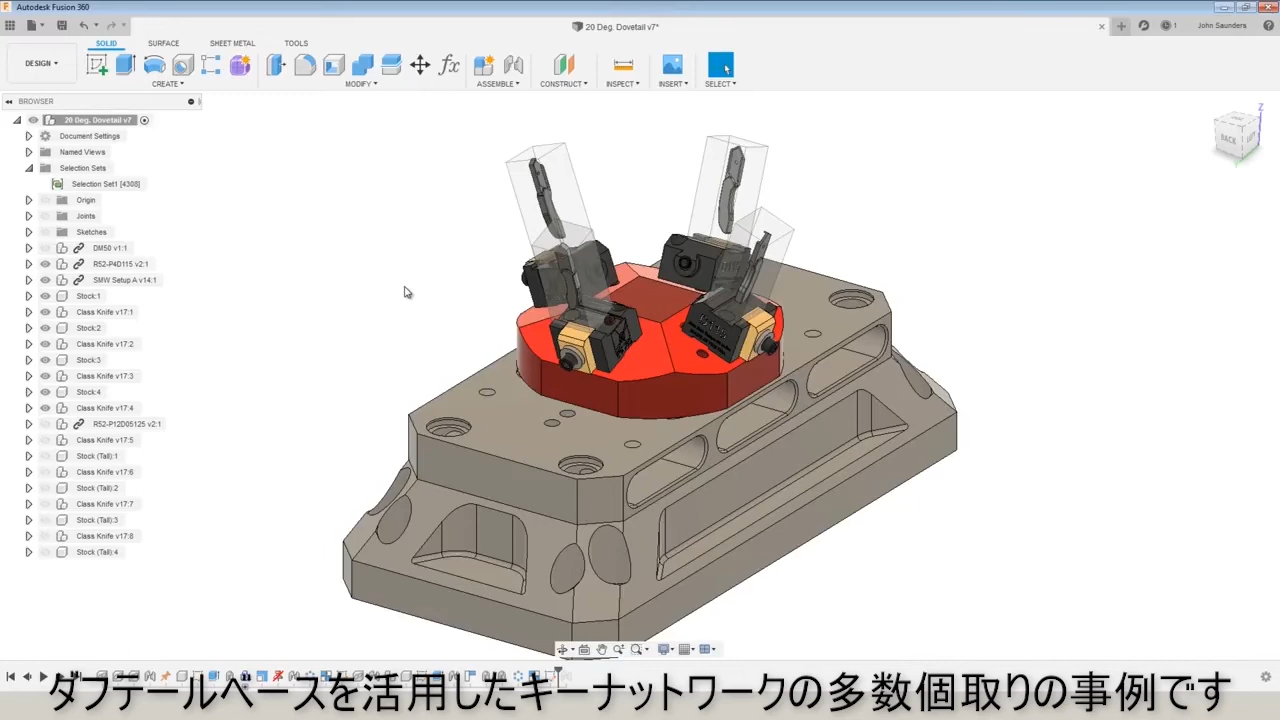 Autodesk Fusion 360
20 Deg. Dovetail v7*
1
John Saunders
SOLID
SURFACE
SHEET METAL
TOOLS
DESIGN
CREATE
MODIFY
ASSEMBLE
CONSTRUCT
INSPECT
INSERT
SELECT
BROWSER
20 Deg. Dovetail v7
Document Settings
Named Views
Selection Sets
Selection Set1 [4308]
Origin
Joints
Sketches
DM50 v1:1
R52-P4D115 v2:1
SMW Setup A v14:1
Stock:1
Class Knife v17:1
Stock:2
Class Knife v17:2
Stock:3
Class Knife v17:3
Stock:4
Class Knife v17:4
R52-P12D05125 v2:1
Class Knife v17:5
Stock (Tall):1
Class Knife v17:6
Stock (Tall):2
Class Knife v17:7
Stock (Tall):3
Class Knife v17:8
Stock (Tall):4
Z
BACK
ダフテールベースを活用したキーナットワークの多数個取りの事例です